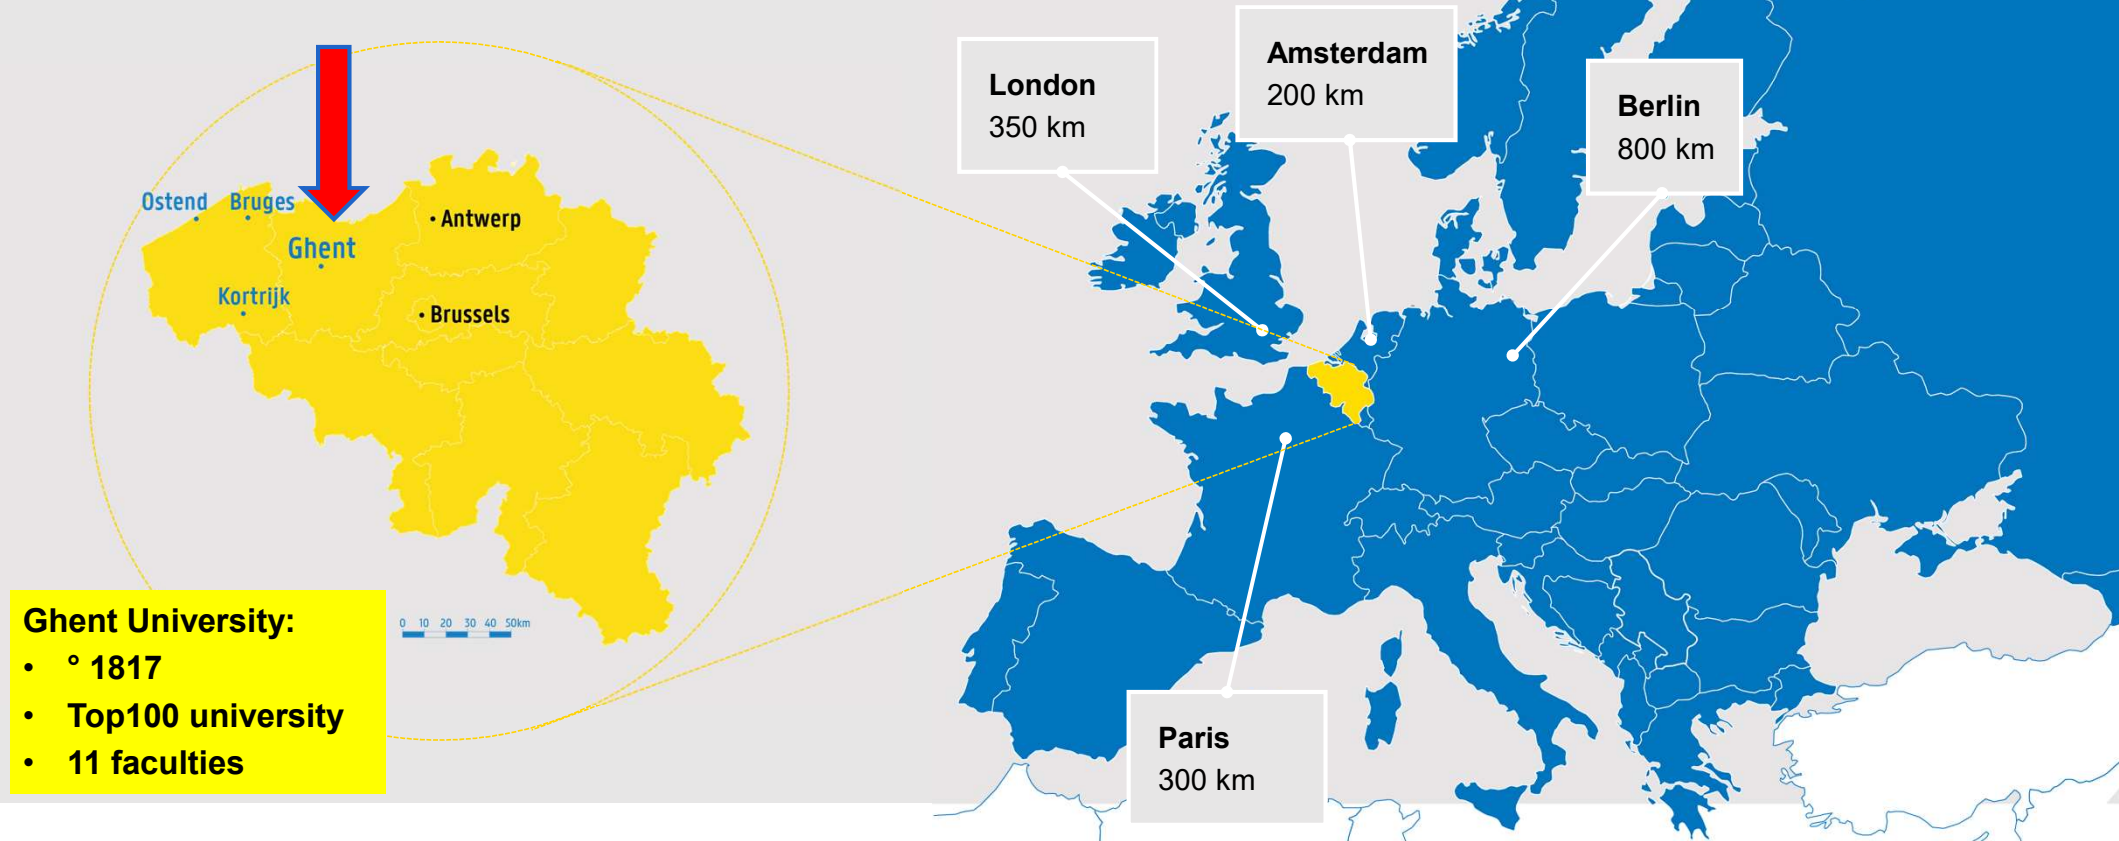 London
350 km
Amsterdam
200 km
Berlin
800 km
Ostend
Bruges
Antwerp
Ghent
Kortrijk
Brussels
0 10 20 30 40 50km
Ghent University:
• ° 1817
• Top100 university
• 11 faculties
Paris
300 km